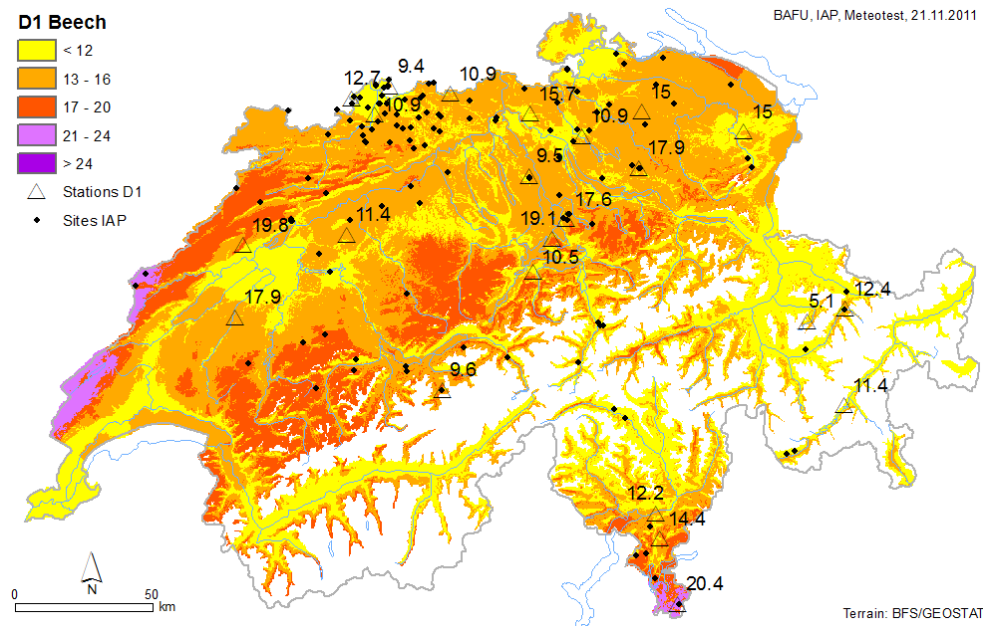 D1 Beech
BAFU, IAP, Meteotest, 21.11.2011
< 12
13 - 16
17 - 20
21 - 24
> 24
Stations D1
Sites IAP
12.7
9.4
10.9
10.9
15.7
10.9
15
15
9.5
17.9
17.6
19.1
11.4
19.8
10.5
17.9
12.4
5.1
9.6
11.4
12.2
14.4
20.4
N
0 50
km
Terrain: BFS/GEOSTAT